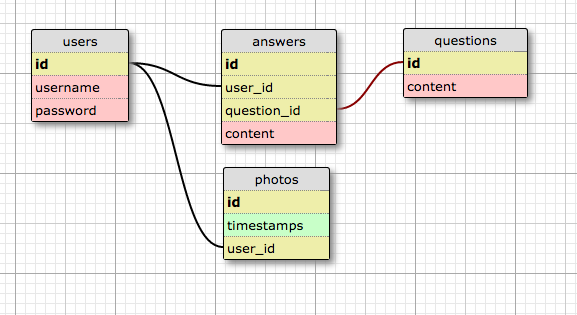 users
id
username
password
answers
id
user_id
question_id
content
questions
id
content
photos
id
timestamps
user_id